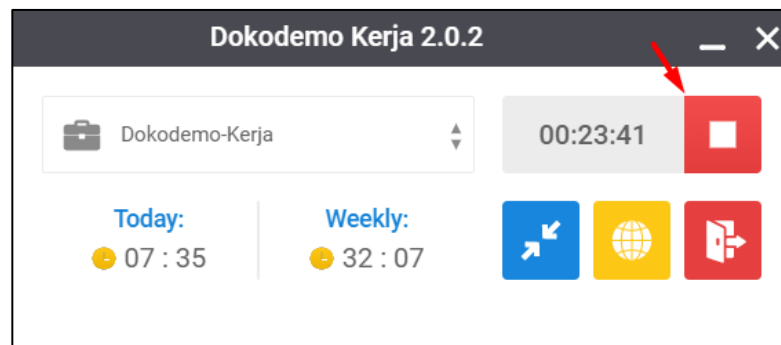 Dokodemo Kerja 2.0.2
Dokodemo-Kerja
00:23:41
Today:
Weekly:
07 : 35
32 : 07